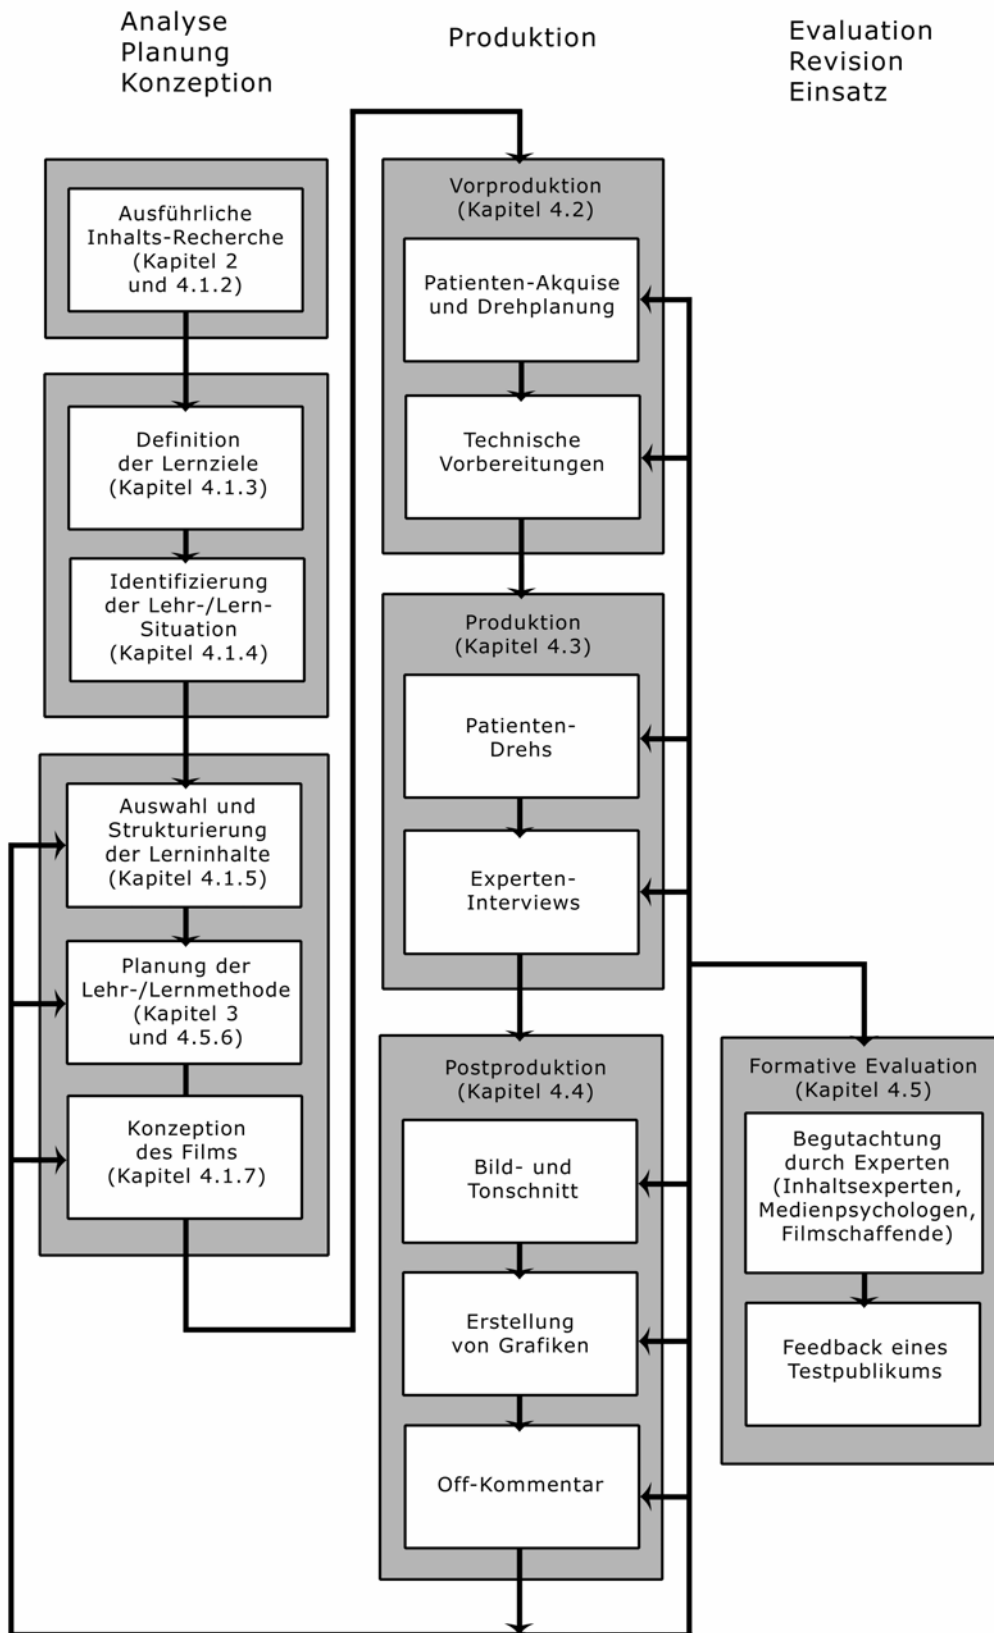 Analyse
Planung
Konzeption
Ausführliche
Inhalts-Recherche
(Kapitel 2
und 4.1.2)
Definition
der Lernziele
(Kapitel 4.1.3)
Identifizierung
der Lehr-/Lern-
Situation
(Kapitel 4.1.4)
Auswahl und
Strukturierung
der Lerninhalte
(Kapitel 4.1.5)
Planung der
Lehr-/Lernmethode
(Kapitel 3
und 4.5.6)
Konzeption
des Films
(Kapitel 4.1.7)
Produktion
Vorproduktion
(Kapitel 4.2)
Patienten-Akquise
und Drehplanung
Technische
Vorbereitungen
Produktion
(Kapitel 4.3)
Patienten-
Drehs
Experten-
Interviews
Postproduktion
(Kapitel 4.4)
Bild- und
Tonschnitt
Erstellung
von Grafiken
Off-Kommentar
Evaluation
Revision
Einsatz
Formative Evaluation
(Kapitel 4.5)
Begutachtung
durch Experten
(Inhaltsexperten,
Medienpsychologen,
Filmschaffende)
Feedback eines
Testpublikums